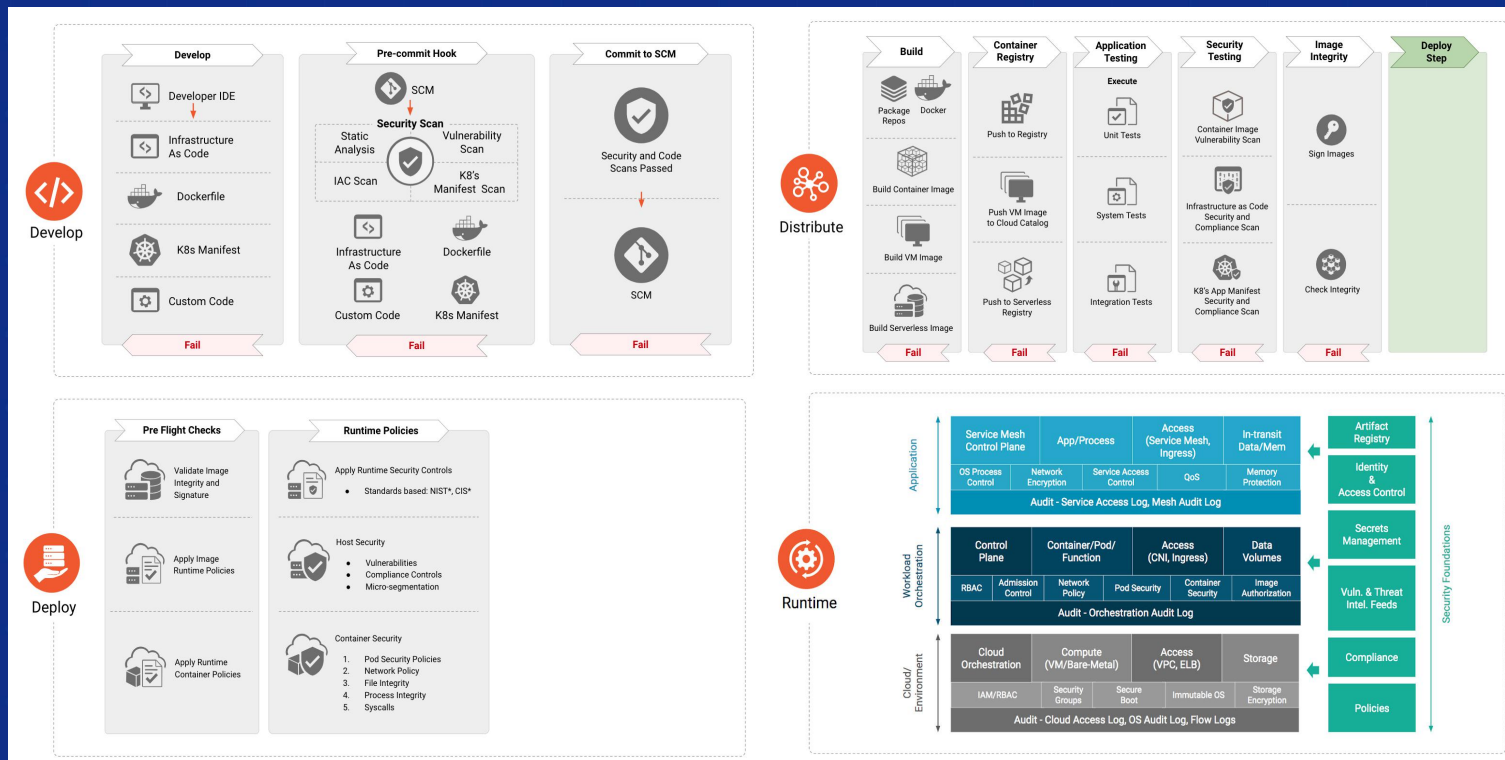 Develop
Develop
Developer IDE
Infrastructure
As Code
Dockerfile
K8s Manifest
Custom Code
Fail
Pre-commit Hook
SCM
Security Scan
Static
Analysis
Vulnerability
Scan
IAC Scan
K8's
Manifest Scan
Infrastructure
As Code
Dockerfile
Custom Code
K8s Manifest
Fail
Commit to SCM
Security and Code
Scans Passed
SCM
Fail
Distribute
Build
Package
Repos
Docker
Build Container Image
Build VM Image
Build Serverless Image
Fail
Container
Registry
Push to Registry
Push VM Image
to Cloud Catalog
Push to Serverless
Registry
Fail
Application
Testing
Execute
Unit Tests
System Tests
Integration Tests
Fail
Security
Testing
Container Image
Vulnerability Scan
Infrastructure as Code
Security and
Compliance Scan
K8's App Manifest
Security and
Compliance Scan
Fail
Image
Integrity
Sign Images
Check Integrity
Fail
Deploy
Step
Deploy
Pre Flight Checks
Validate Image
Integrity and
Signature
Apply Image
Runtime Policies
Apply Runtime
Container Policies
Runtime Policies
Apply Runtime Security Controls
● Standards based: NIST*, CIS*
Host Security
● Vulnerabilities
● Compliance Controls
● Micro-segmentation
Container Security
1. Pod Security Policies
2. Network Policy
3. File Integrity
4. Process Integrity
5. Syscalls
Runtime
Application
Service Mesh
Control Plane
App/Process
Access
(Service Mesh,
Ingress)
In-transit
Data/Mem
OS Process
Control
Network
Encryption
Service Access
Control
QoS
Memory
Protection
Audit - Service Access Log, Mesh Audit Log
Workload
Orchestration
Control
Plane
Container/Pod/
Function
Access
(CNI, Ingress)
Data
Volumes
RBAC
Admission
Control
Network
Policy
Pod Security
Container
Security
Image
Authorization
Audit - Orchestration Audit Log
Cloud/
Environment
Cloud
Orchestration
Compute
(VM/Bare-Metal)
Access
(VPC, ELB)
Storage
IAM/RBAC
Security
Groups
Secure
Boot
Immutable OS
Storage
Encryption
Audit - Cloud Access Log, OS Audit Log, Flow Logs
Artifact
Registry
Identity
&
Access Control
Secrets
Management
Vuln. & Threat
Intel. Feeds
Compliance
Policies
Security Foundations